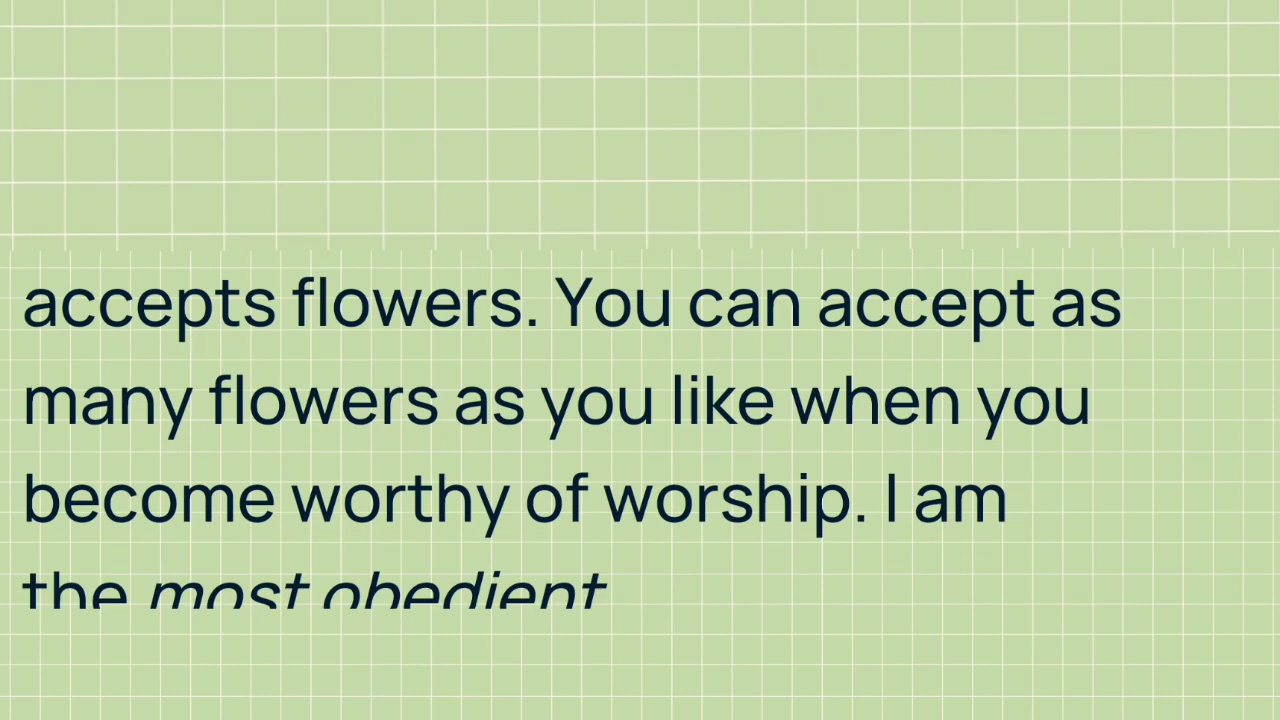 accepts flowers. You can accept as
many flowers as you like when you
become worthy of worship. I am
the most obedient